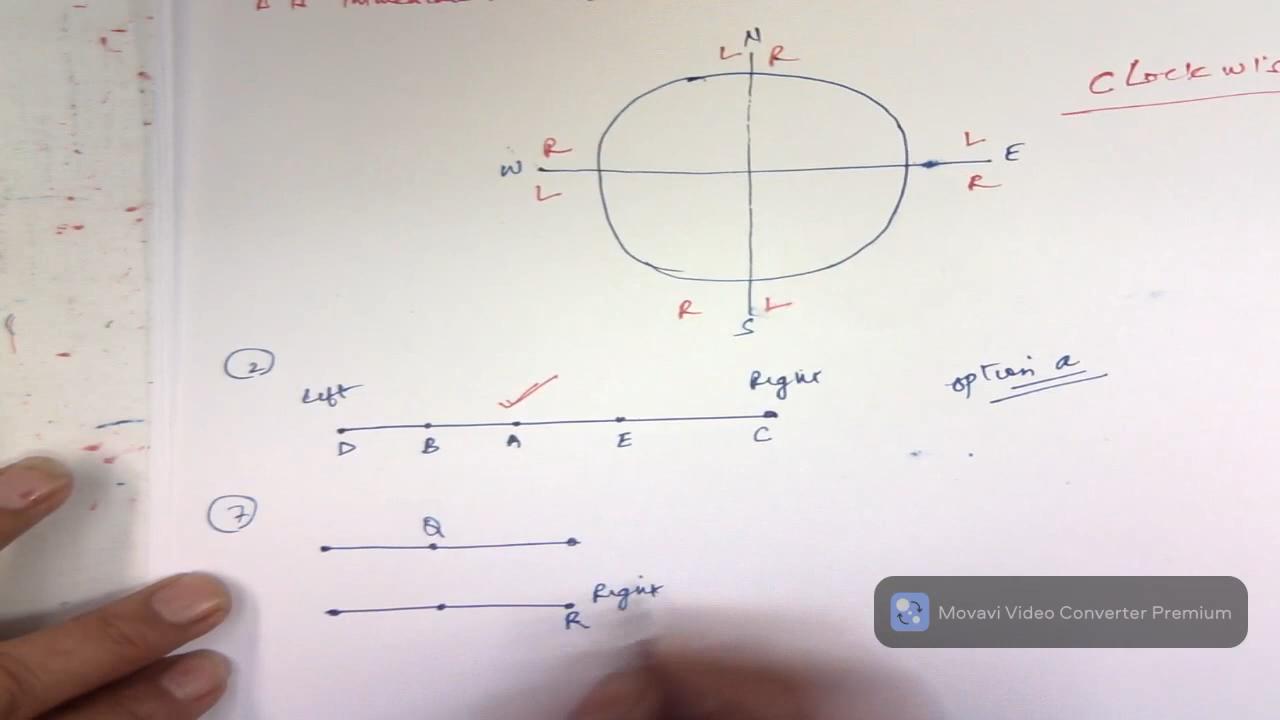 N
L R
Clockwis
R L
W E
L R
R L
S
2
Left Right option a
D B A E C
7
Q
Right
R
Movavi Video Converter Premium